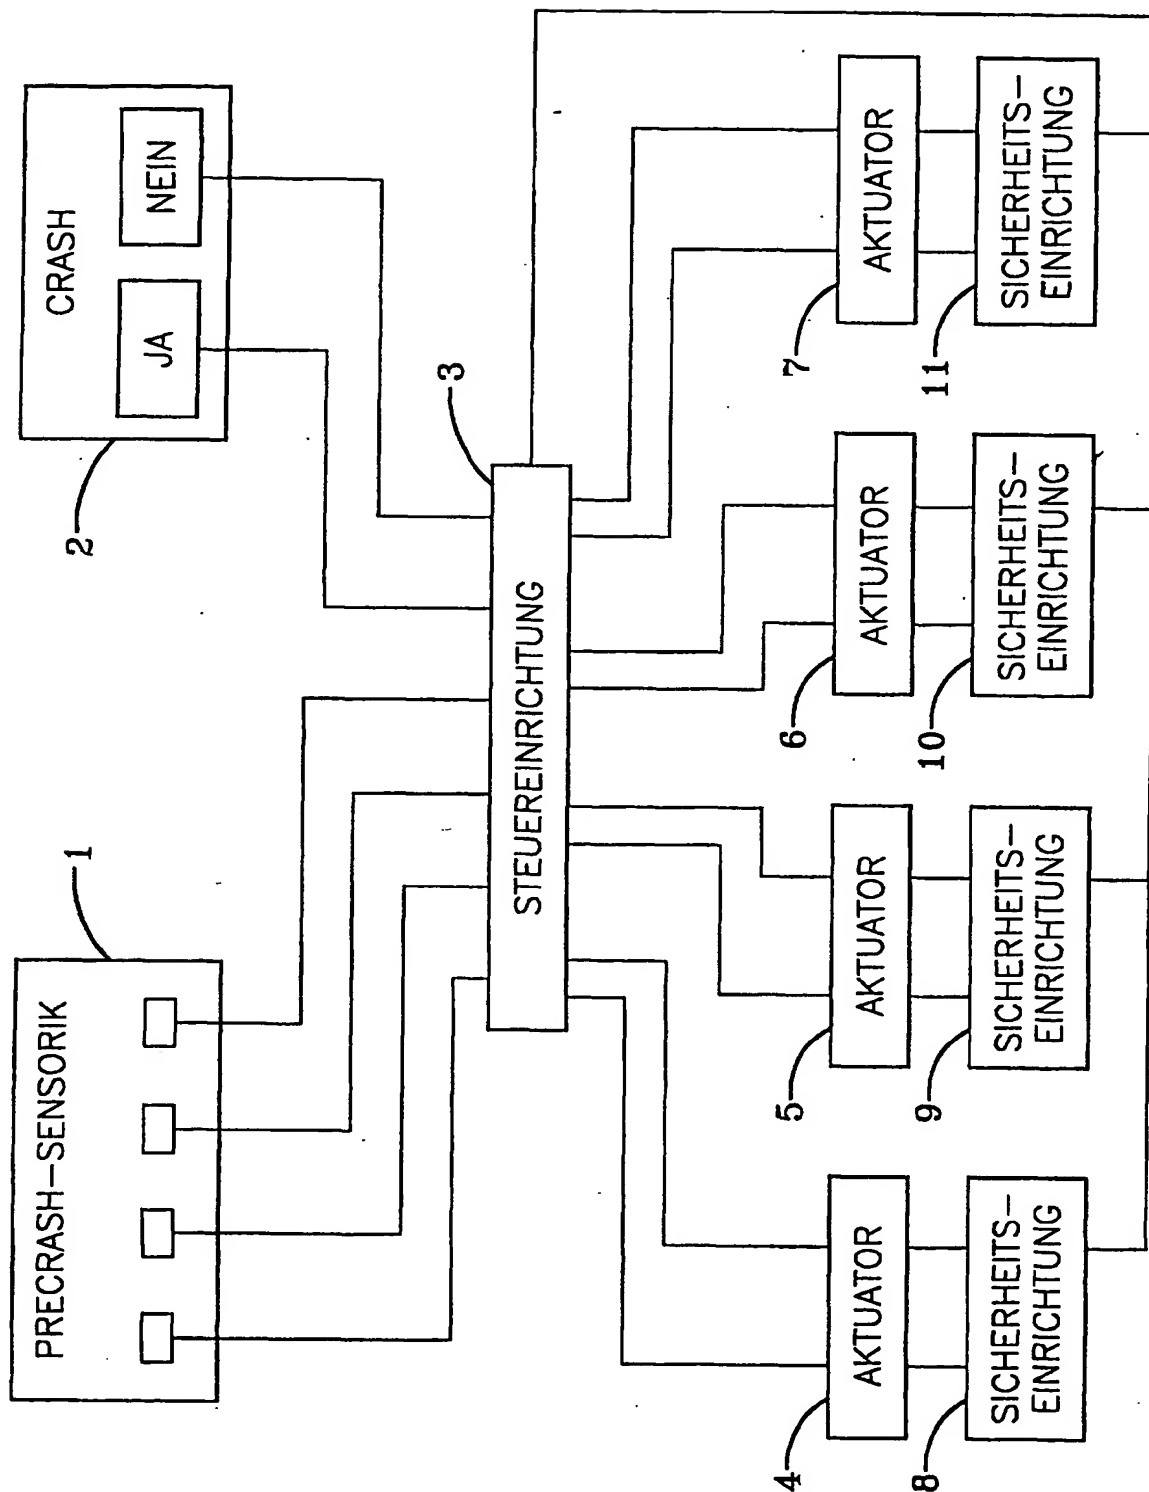 PRECRASH–SENSORIK
1
CRASH
JA
NEIN
2
STEUEREINRICHTUNG
3
AKTUATOR
4
AKTUATOR
5
AKTUATOR
6
AKTUATOR
7
SICHERHEITS–
EINRICHTUNG
8
SICHERHEITS–
EINRICHTUNG
9
SICHERHEITS–
EINRICHTUNG
10
SICHERHEITS–
EINRICHTUNG
11